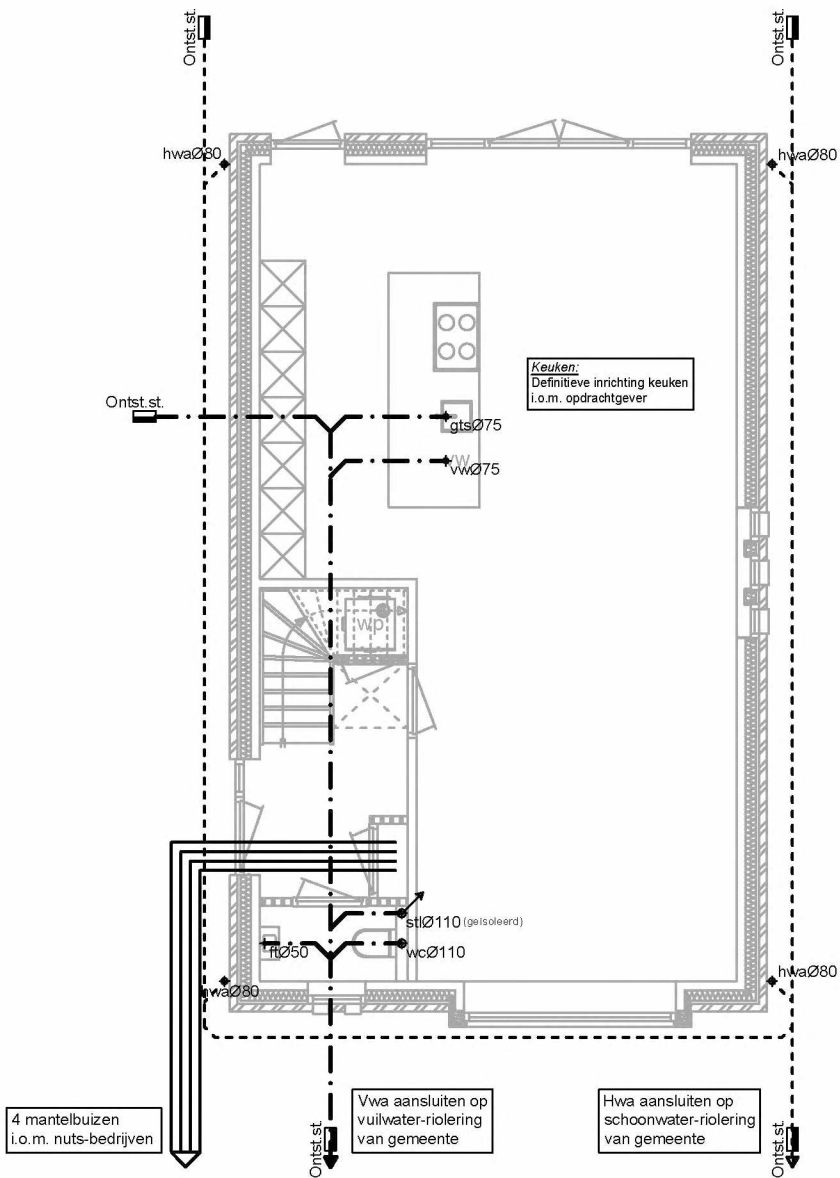 Ontst.st.
Ontst.st.
hwaØ80
hwaØ80
Keuken:
Definitieve inrichting keuken
i.o.m. opdrachtgever
Ontst.st.
gtsØ75
vw
vwØ75
wp
stlØ110 (geïsoleerd)
ftØ50
wcØ110
hwaØ80
hwaØ80
4 mantelbuizen
i.o.m. nuts-bedrijven
Ontst.st.
Vwa aansluiten op
vuilwater-riolering
van gemeente
Hwa aansluiten op
schoonwater-riolering
van gemeente
Ontst.st.